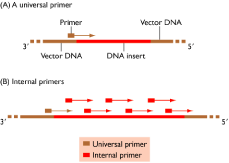 (A) A universal primer
Primer
Vector DNA
3′
5′
Vector DNA
DNA insert
(B) Internal primers
3′
5′
Universal primer
Internal primer